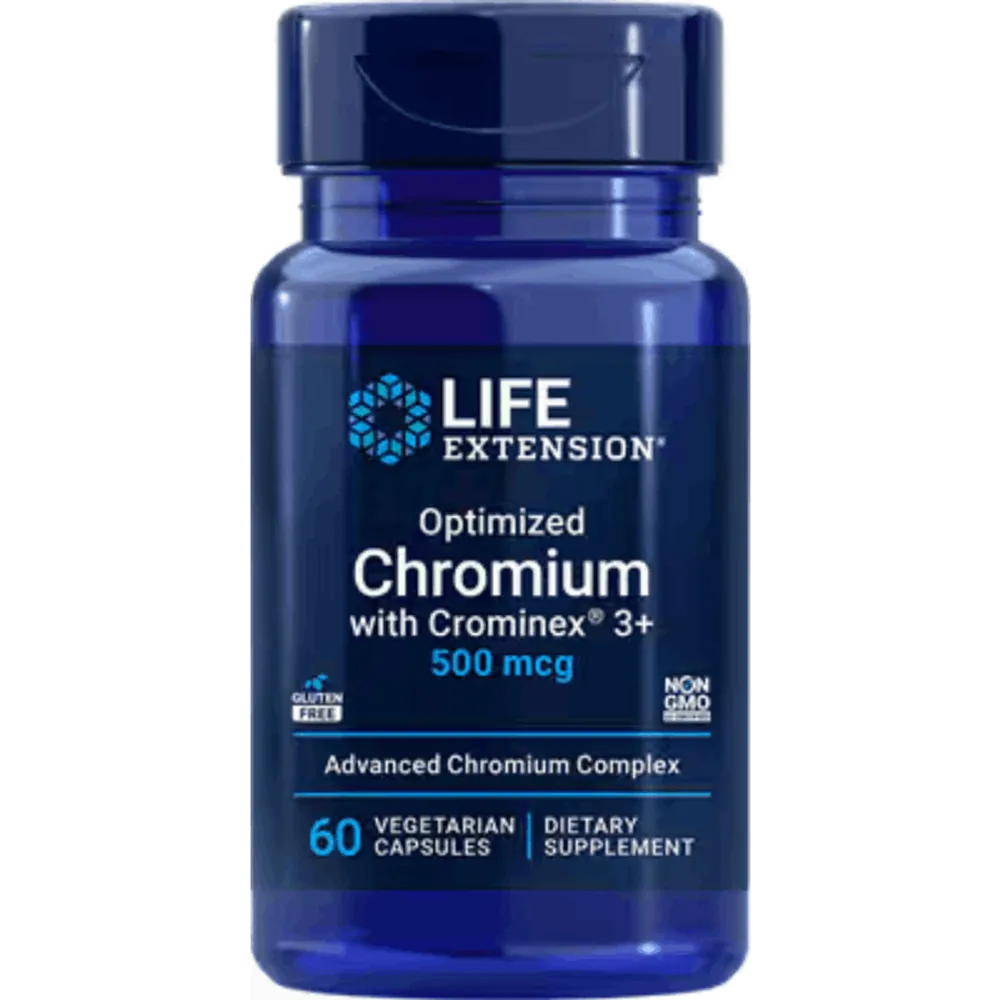 LIFE
EXTENSION®
Optimized
Chromium
with Crominex® 3+
500 mcg
GLUTEN
FREE
NON
GMO
Advanced Chromium Complex
60 VEGETARIAN CAPSULES
DIETARY SUPPLEMENT